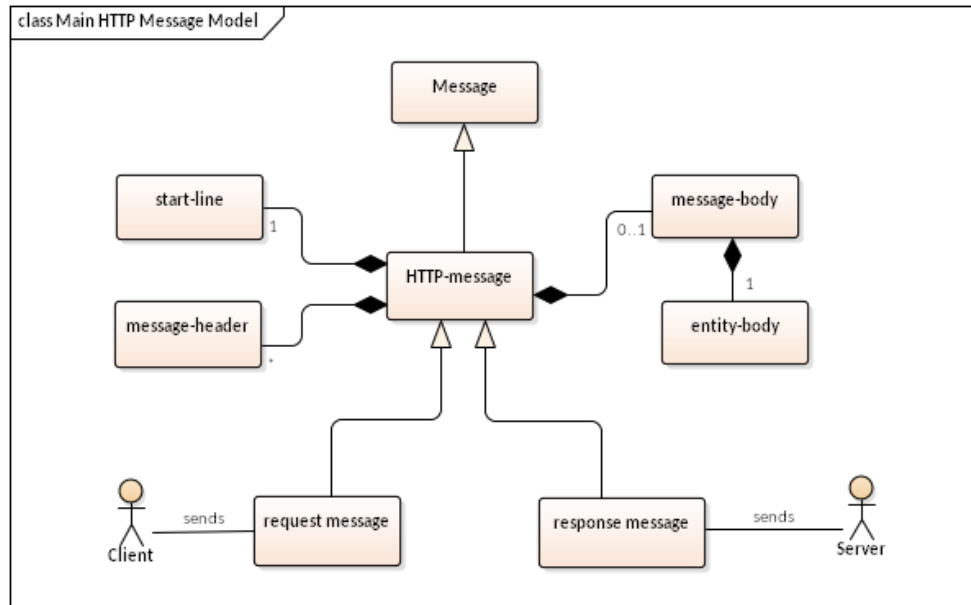 class Main HTTP Message Model
Message
start-line
message-body
1
0..1
HTTP-message
message-header
*
1
entity-body
Client
sends
request message
response message
sends
Server